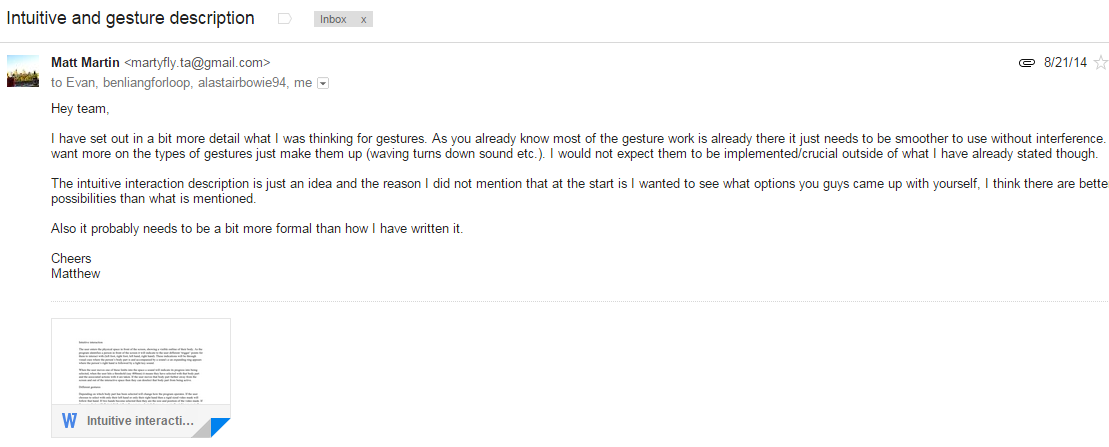 Intuitive and gesture description
Inbox x
Matt Martin <martyfly.ta@gmail.com>
8/21/14
to Evan, benliangforloop, alastairbowie94, me
Hey team,
I have set out in a bit more detail what I was thinking for gestures. As you already know most of the gesture work is already there it just needs to be smoother to use without interference.
want more on the types of gestures just make them up (waving turns down sound etc.). I would not expect them to be implemented/crucial outside of what I have already stated though.
The intuitive interaction description is just an idea and the reason I did not mention that at the start is I wanted to see what options you guys came up with yourself, I think there are bette
possibilities than what is mentioned.
Also it probably needs to be a bit more formal than how I have written it.
Cheers
Matthew
W Intuitive interacti...